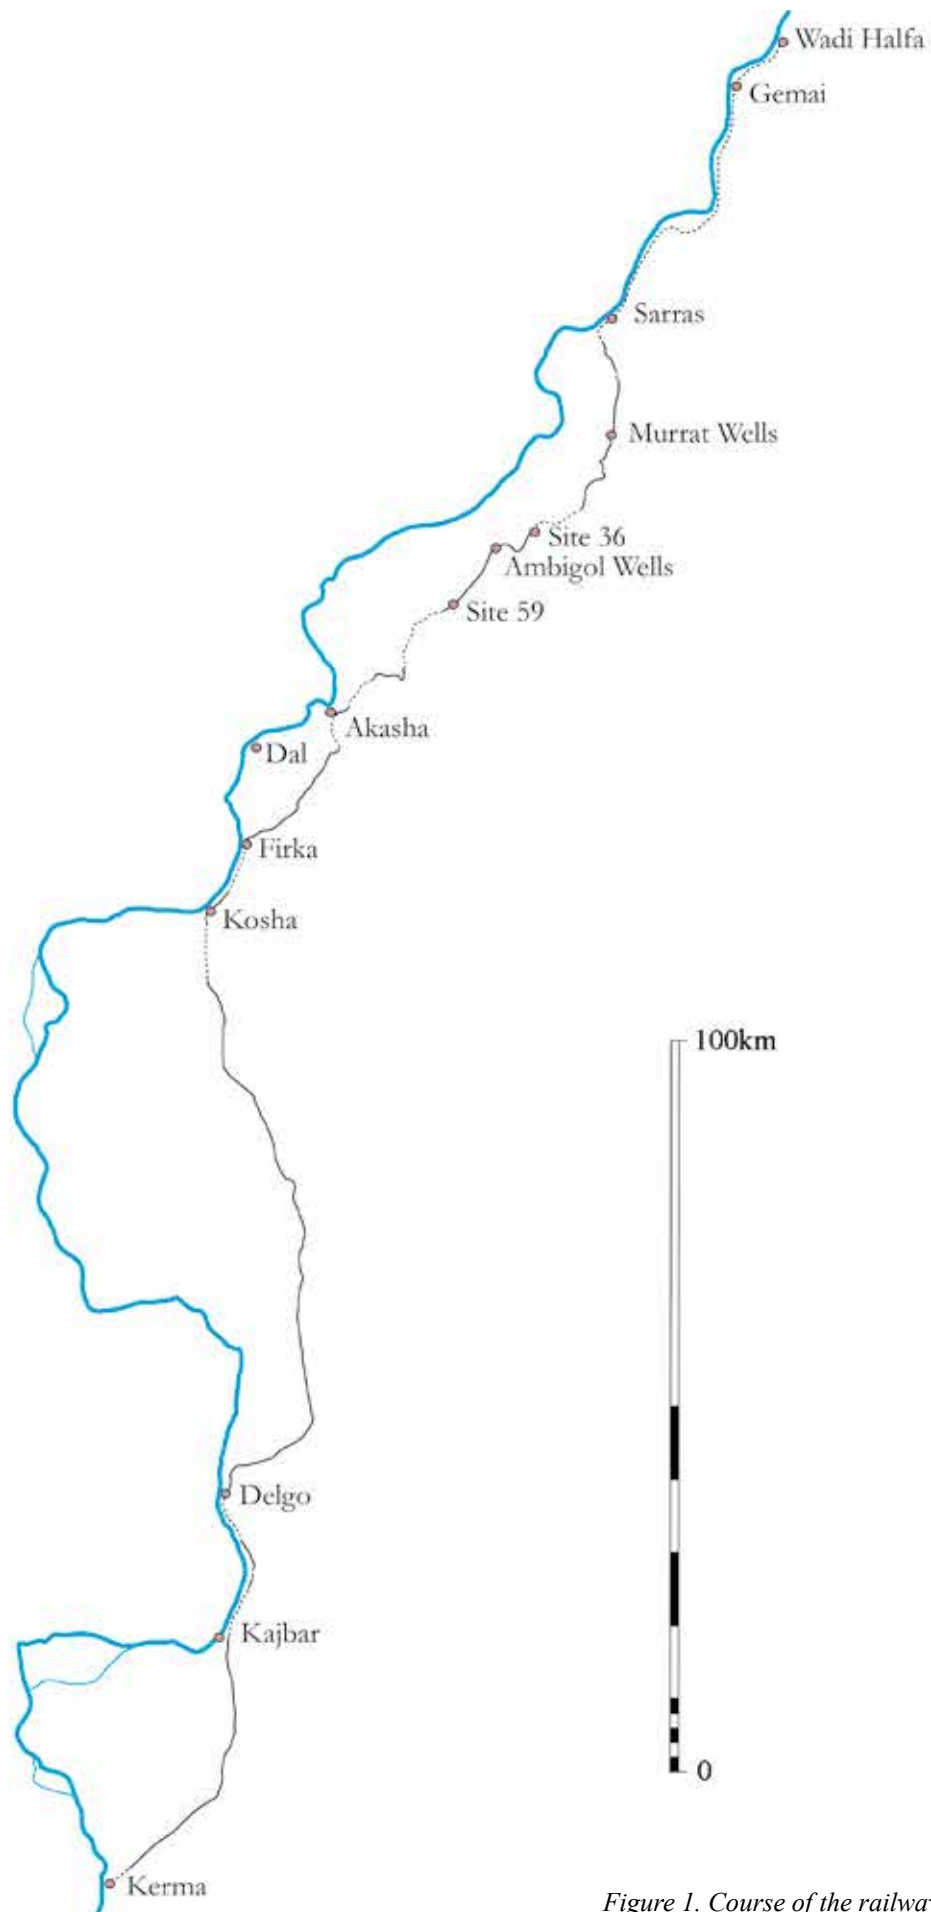 Wadi Halfa
Gemai
Sarras
Murrat Wells
Site 36
Ambigol Wells
Site 59
Akasha
Dal
Firka
Kosha
100km
Delgo
Kajbar
0
Kerma
Figure 1. Course of the railway